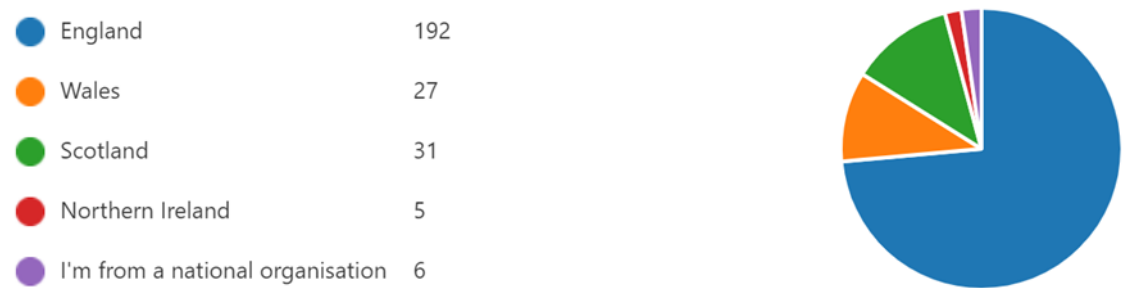 England 192
Wales 27
Scotland 31
Northern Ireland 5
I'm from a national organisation 6